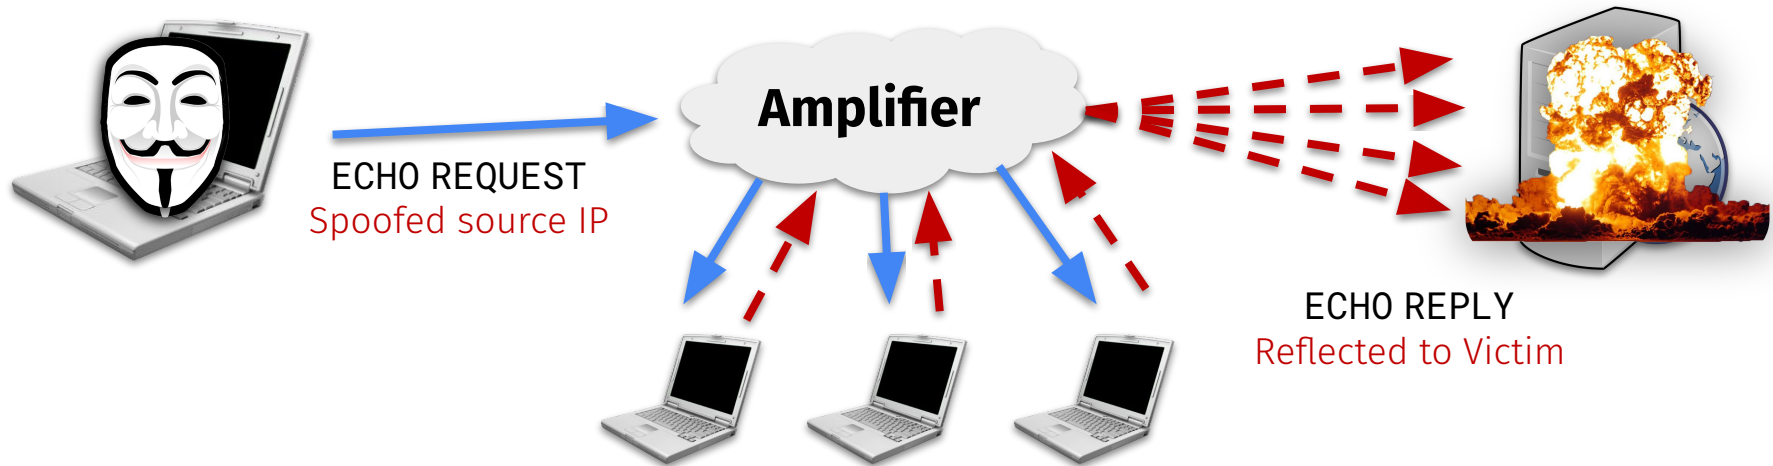 Amplifier
ECHO REQUEST
Spoofed source IP
ECHO REPLY
Reflected to Victim